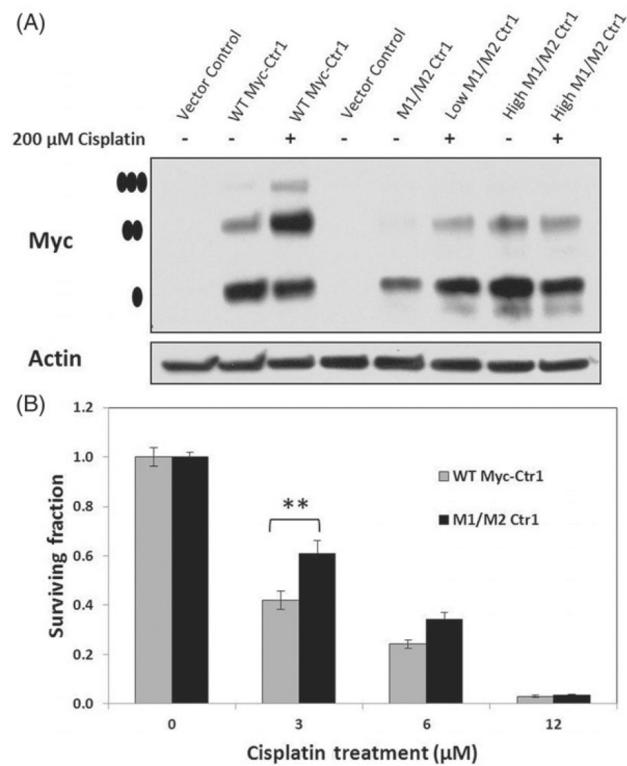 (A)
Vector Control
WT Myc-Ctr1
WT Myc-Ctr1
Vector Control
M1/M2 Ctr1
Low M1/M2 Ctr1
High M1/M2 Ctr1
High M1/M2 Ctr1
200 µM Cisplatin - - + - - + - +
Myc
Actin
(B)
1.2
1.0
0.8
0.6
0.4
0.2
0.0
Surviving fraction
**
WT Myc-Ctr1
M1/M2 Ctr1
0 3 6 12
Cisplatin treatment (µM)